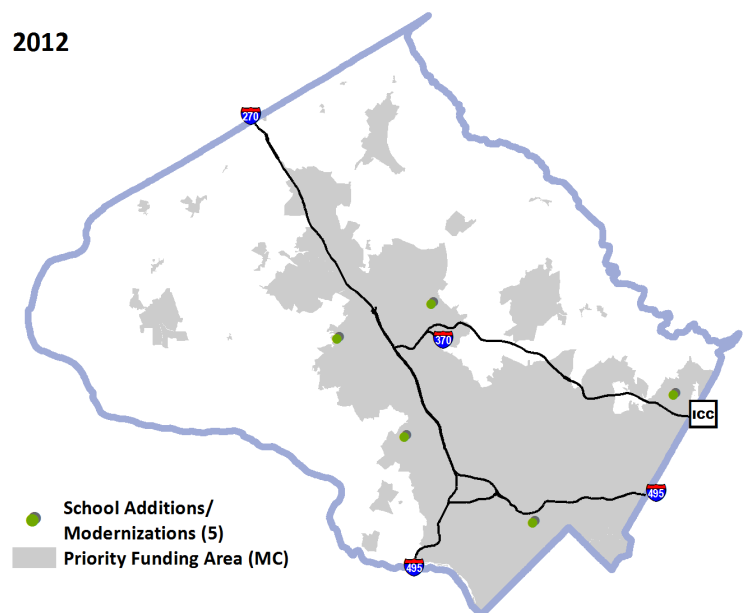 2012
270
370
ICC
495
495
School Additions/
Modernizations (5)
Priority Funding Area (MC)